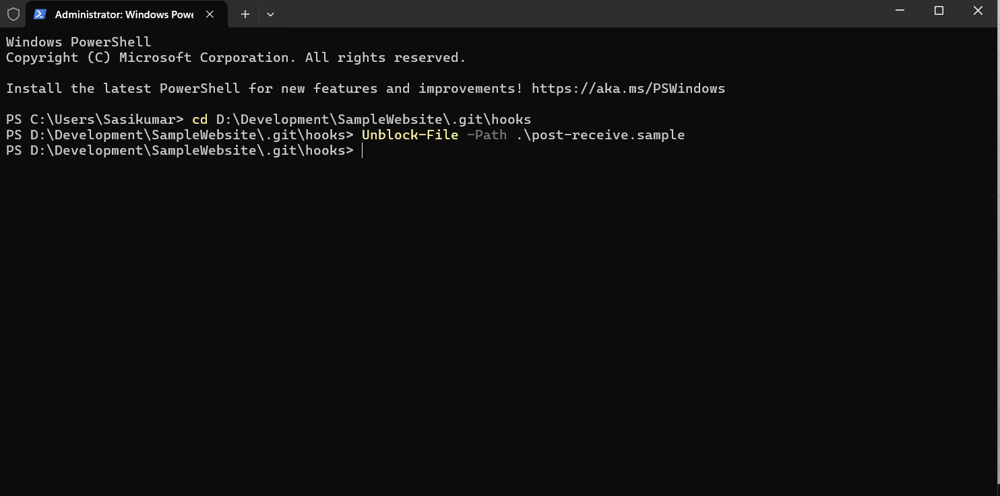 Administrator: Windows Powe
Windows PowerShell
Copyright (C) Microsoft Corporation. All rights reserved.
Install the latest PowerShell for new features and improvements! https://aka.ms/PSWindows
PS C:\Users\Sasikumar> cd D:\Development\SampleWebsite\.git\hooks
PS D:\Development\SampleWebsite\.git\hooks> Unblock-File -Path .\post-receive.sample
PS D:\Development\SampleWebsite\.git\hooks>